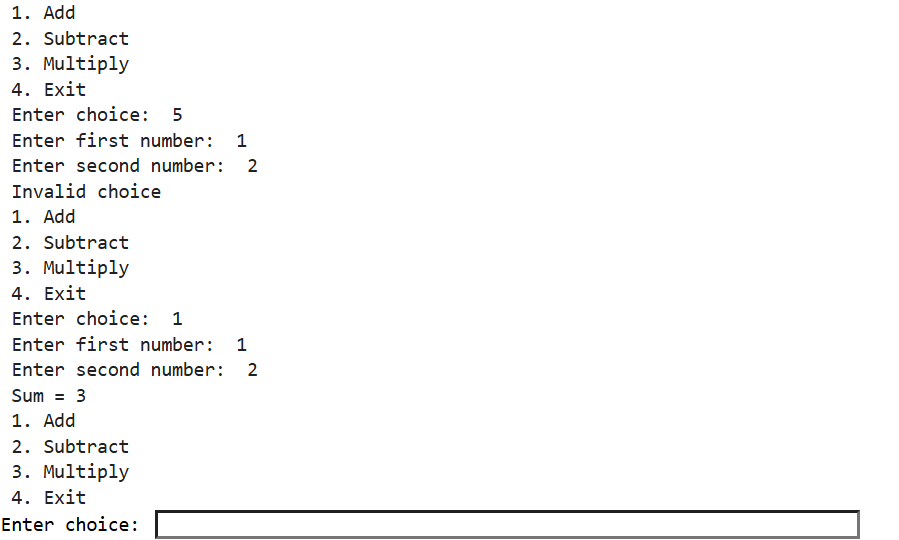 1. Add
2. Subtract
3. Multiply
4. Exit
Enter choice:  5
Enter first number:  1
Enter second number:  2
Invalid choice
1. Add
2. Subtract
3. Multiply
4. Exit
Enter choice:  1
Enter first number:  1
Enter second number:  2
Sum = 3
1. Add
2. Subtract
3. Multiply
4. Exit
Enter choice: